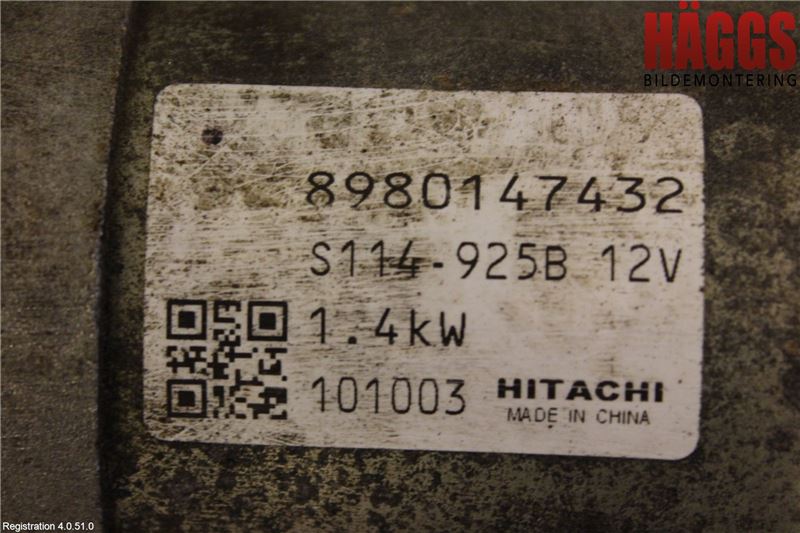 HÄGGS
BILDEMONTERING
8980147432
S114-925B 12V
1.4kW
101003 HITACHI
MADE IN CHINA
Registration 4.0.51.0